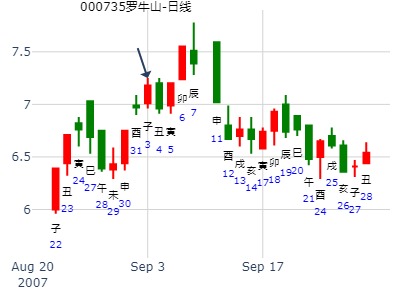 000735罗牛山-日线
7.5
7
6.5
6
子
22
丑
23
寅
24
巳
27
午
28
未
29
申
30
酉
31
子
3
丑
4
寅
5
卯
6
辰
7
申
11
酉
12
戌
13
亥
14
寅
17
卯
18
辰
19
巳
20
午
21
酉
24
戌
25
亥
26
子
27
丑
28
Aug 20
2007
Sep 3
Sep 17